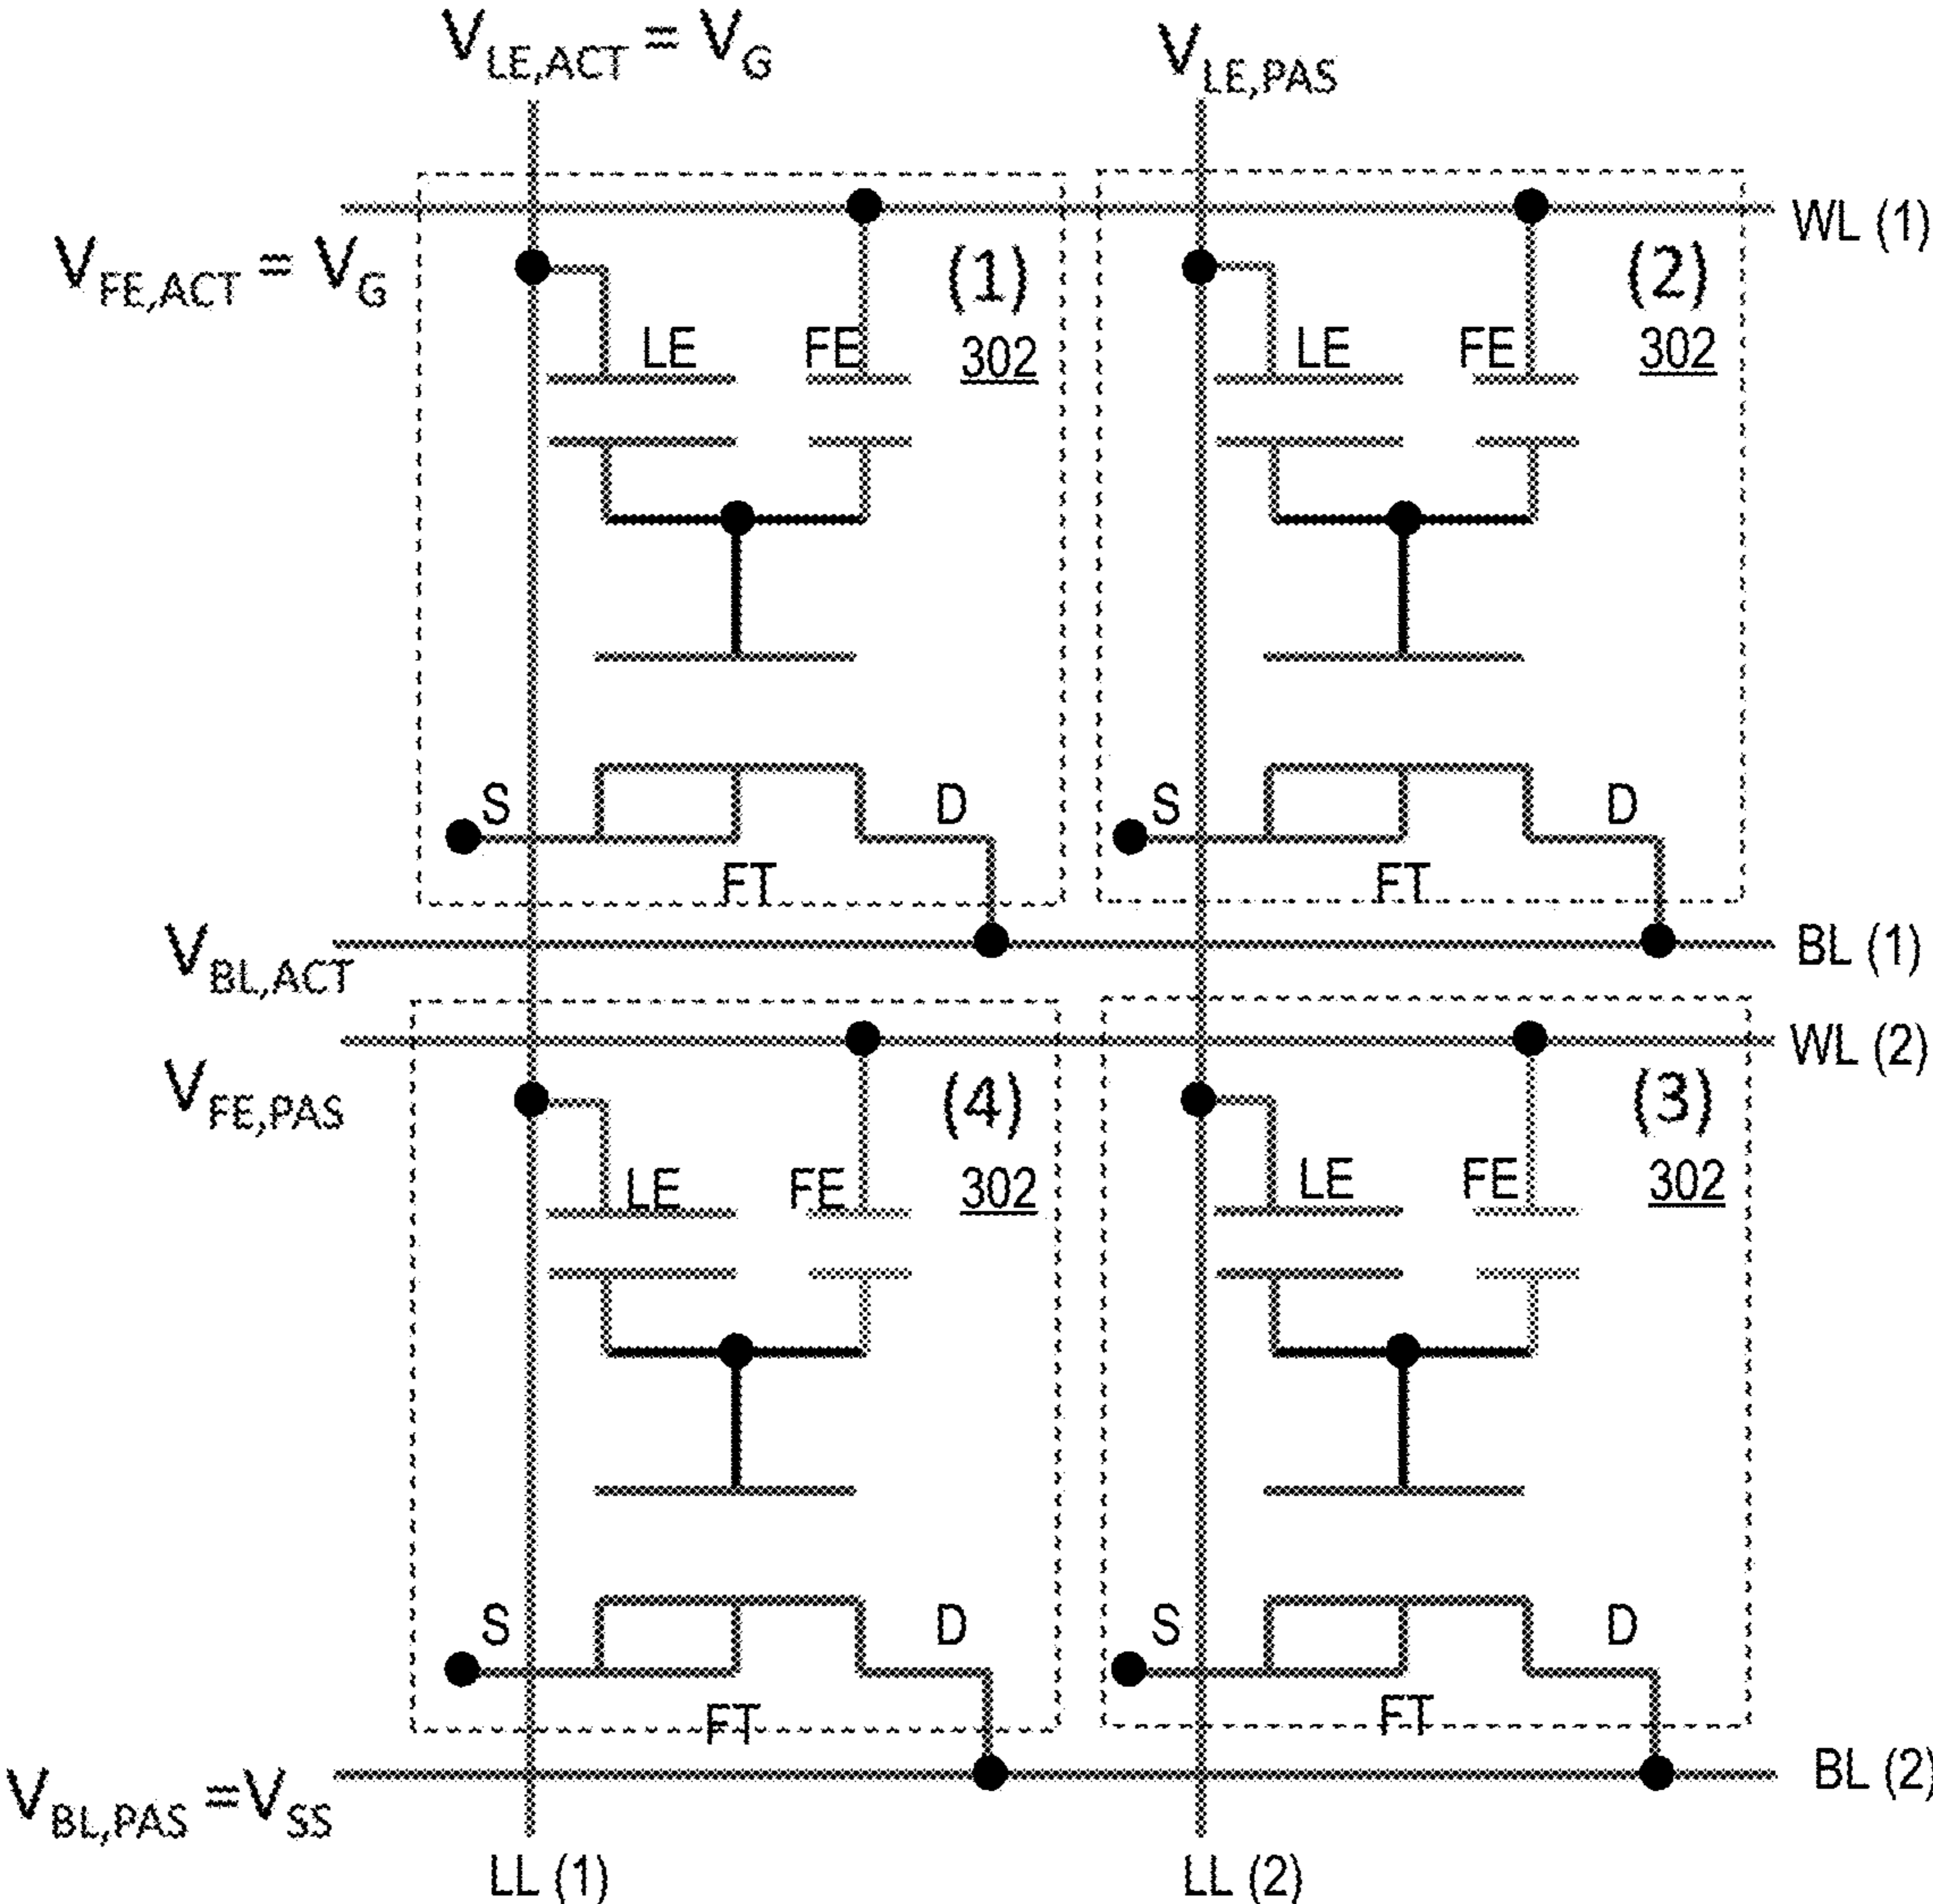 V_LE,ACT = V_G V_LE,PAS
WL (1)
V_FE,ACT = V_G
(1) (2)
LE FE 302 LE FE 302
S D S D
FT FT
V_BL,ACT BL (1)
WL (2)
V_FE,PAS
(4) (3)
LE FE 302 LE FE 302
S D S D
FT FT
V_BL,PAS =V_SS BL (2)
LL (1) LL (2)